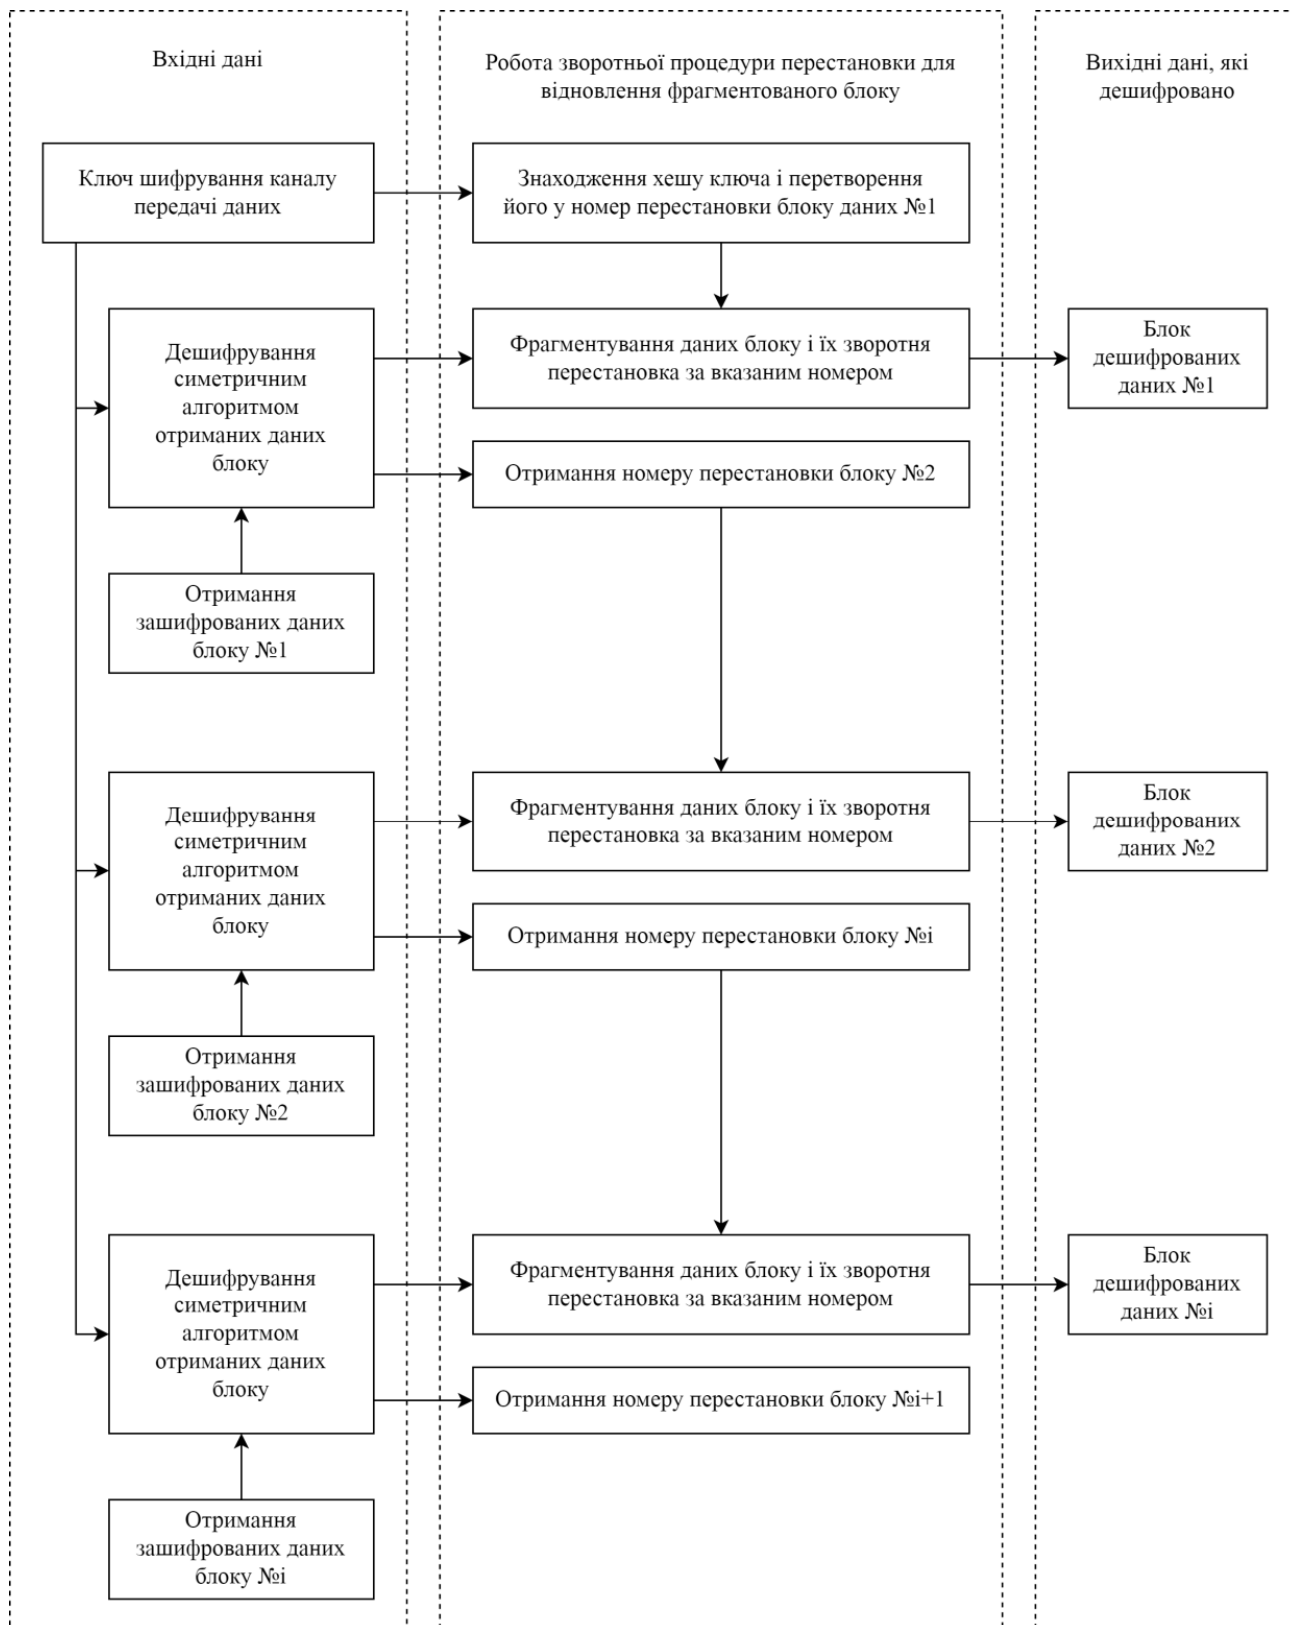 Вхідні дані
Робота зворотньої процедури перестановки для
відновлення фрагментованого блоку
Вихідні дані, які
дешифровано
Ключ шифрування каналу
передачі даних
Знаходження хешу ключа і перетворення
його у номер перестановки блоку даних №1
Дешифрування
симетричним
алгоритмом
отриманих даних
блоку
Фрагментування даних блоку і їх зворотня
перестановка за вказаним номером
Блок
дешифрованих
даних №1
Отримання номеру перестановки блоку №2
Отримання
зашифрованих даних
блоку №1
Дешифрування
симетричним
алгоритмом
отриманих даних
блоку
Фрагментування даних блоку і їх зворотня
перестановка за вказаним номером
Блок
дешифрованих
даних №2
Отримання номеру перестановки блоку №i
Отримання
зашифрованих даних
блоку №2
Дешифрування
симетричним
алгоритмом
отриманих даних
блоку
Фрагментування даних блоку і їх зворотня
перестановка за вказаним номером
Блок
дешифрованих
даних №i
Отримання номеру перестановки блоку №i+1
Отримання
зашифрованих даних
блоку №i